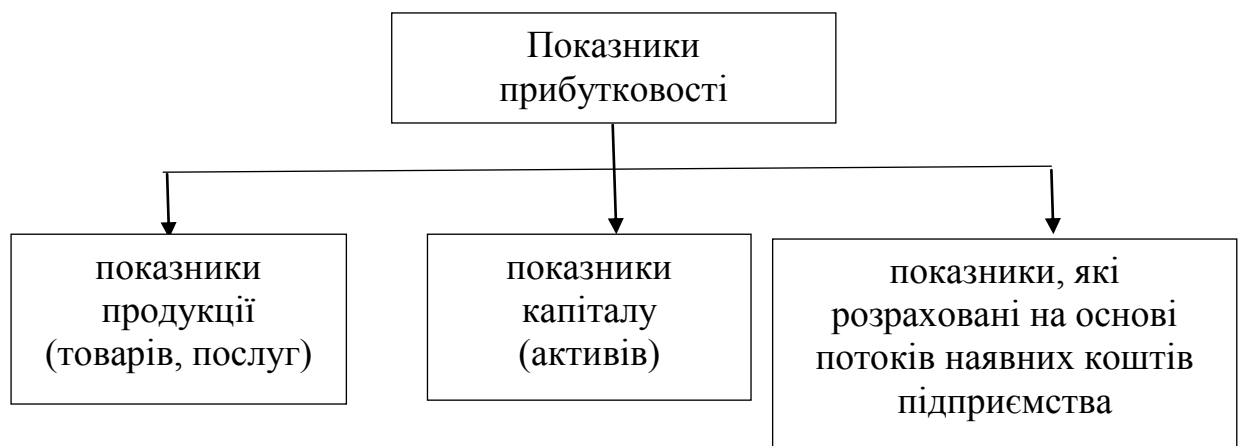 Показники
прибутковості
показники
продукції
(товарів, послуг)
показники
капіталу
(активів)
показники, які
розраховані на основі
потоків наявних коштів
підприємства